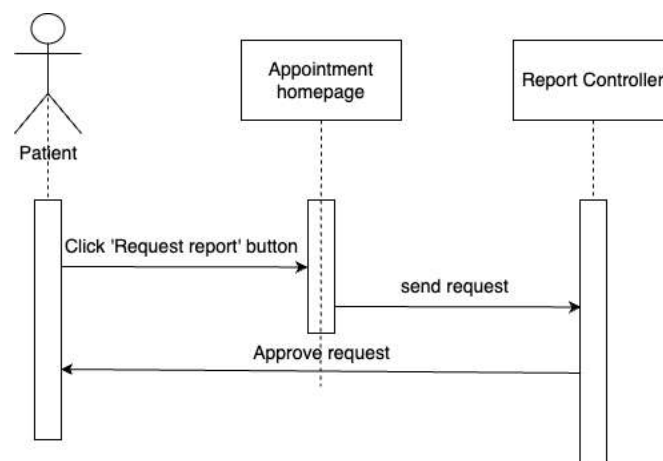 Appointment
homepage
Report Controller
Patient
Click 'Request report' button
send request
Approve request